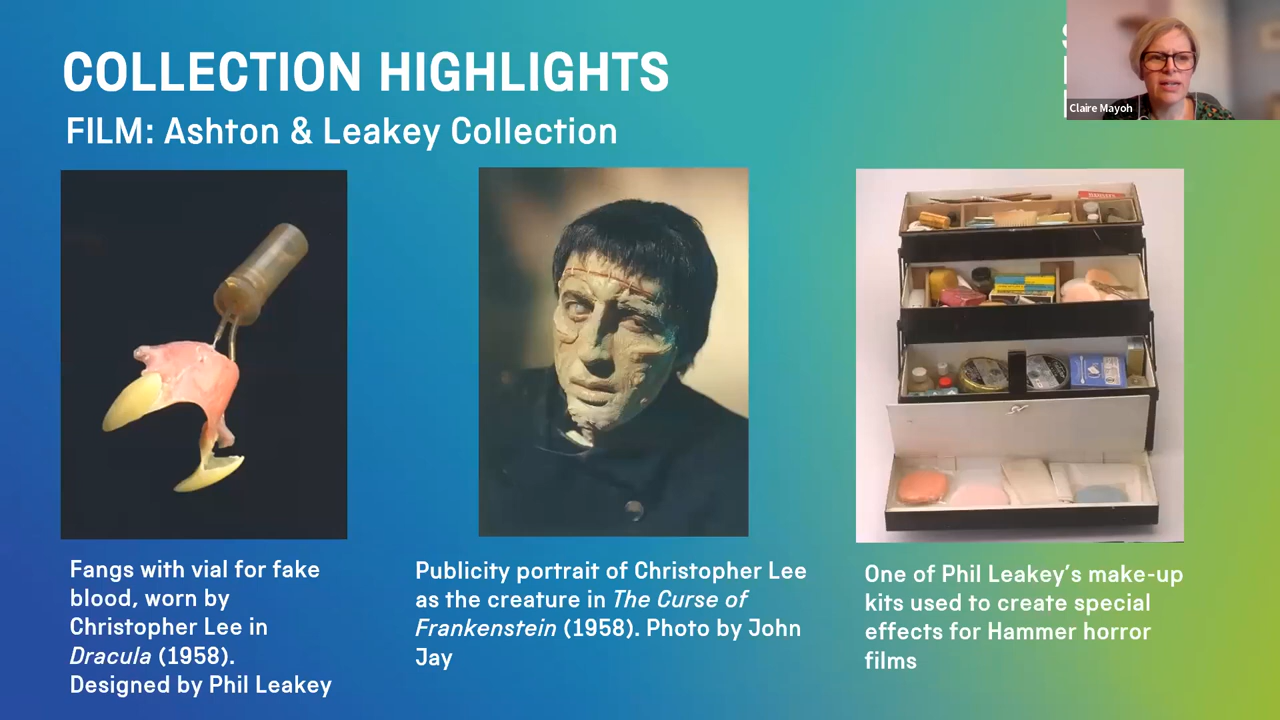 COLLECTION HIGHLIGHTS
FILM: Ashton & Leakey Collection
Claire Mayoh
Fangs with vial for fake
blood, worn by
Christopher Lee in
Dracula (1958).
Designed by Phil Leakey
Publicity portrait of Christopher Lee
as the creature in The Curse of
Frankenstein (1958). Photo by John
Jay
One of Phil Leakey's make-up
kits used to create special
effects for Hammer horror
films